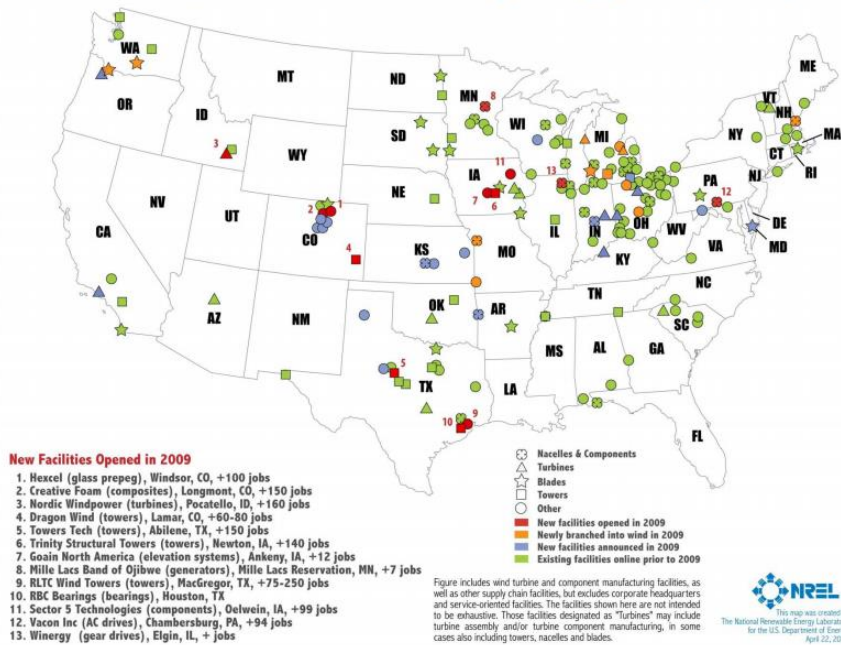 WA
MT
ND
MN
8
ME
VT
NH
OR
ID
WI
MI
NY
MA
SD
CT
RI
3
WY
11
13
IA
PA
NJ
12
7
6
NE
NV
UT
2
1
CO
IL
IN
OH
DE
MD
WV
VA
CA
4
KS
MO
KY
NC
TN
OK
AR
AZ
NM
SC
MS
AL
GA
5
TX
LA
10
9
FL
New Facilities Opened in 2009
1. Hexcel (glass prepeg), Windsor, CO, +100 jobs
2. Creative Foam (composites), Longmont, CO, +150 jobs
3. Nordic Windpower (turbines), Pocatello, ID, +160 jobs
4. Dragon Wind (towers), Lamar, CO, +60-80 jobs
5. Towers Tech (towers), Abilene, TX, +150 jobs
6. Trinity Structural Towers (towers), Newton, IA, +140 jobs
7. Goain North America (elevation systems), Ankeny, IA, +12 jobs
8. Mille Lacs Band of Ojibwe (generators), Mille Lacs Reservation, MN, +7 jobs
9. RLTC Wind Towers (towers), MacGregor, TX, +75-250 jobs
10. RBC Bearings (bearings), Houston, TX
11. Sector 5 Technologies (components), Oelwein, IA, +99 jobs
12. Vacon Inc (AC drives), Chambersburg, PA, +94 jobs
13. Winergy (gear drives), Elgin, IL, + jobs
Nacelles & Components
Turbines
Blades
Towers
Other
New facilities opened in 2009
Newly branched into wind in 2009
New facilities announced in 2009
Existing facilities online prior to 2009
Figure includes wind turbine and component manufacturing facilities, as
well as other supply chain facilities, but excludes corporate headquarters
and service-oriented facilities. The facilities shown here are not intended
to be exhaustive. Those facilities designated as "Turbines" may include
turbine assembly and/or turbine component manufacturing, in some
cases also including towers, nacelles and blades.
NREL
This map was created
The National Renewable Energy Laborato
for the U.S. Department of Ener
April 22, 20